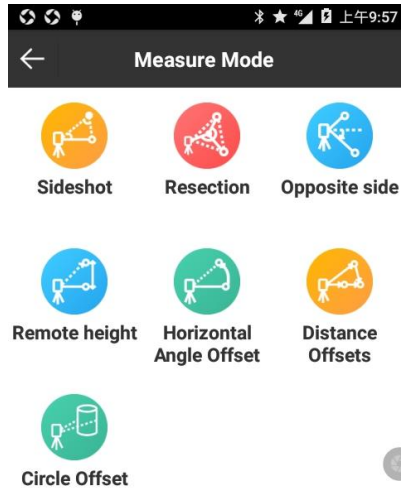 4G 上午9:57
Measure Mode
Sideshot Resection Opposite side
Remote height Horizontal Angle Offset Distance Offsets
Circle Offset